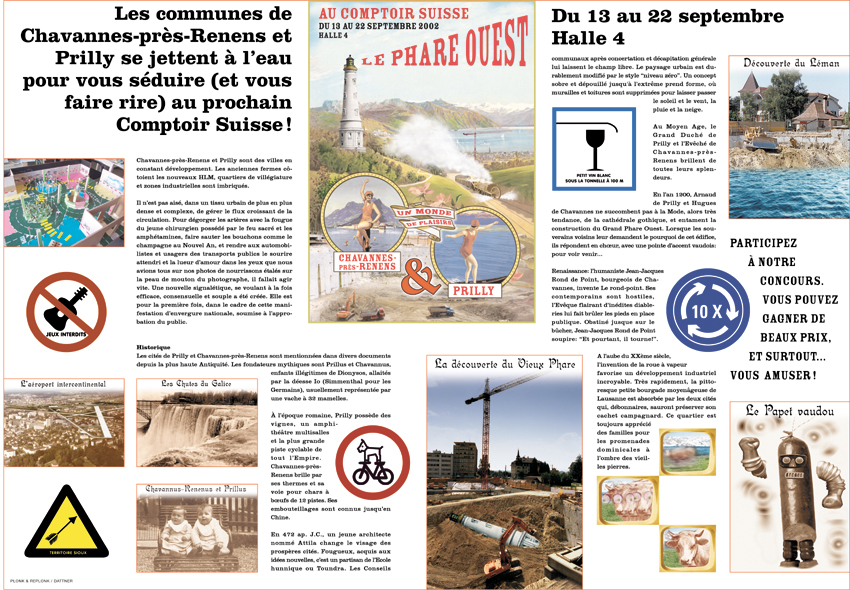 Les communes de
Chavannes-près-Renens et
Prilly se jettent à l'eau
pour vous séduire (et vous
faire rire) au prochain
Comptoir Suisse !
Chavannes-près-Renens et Prilly sont des villes en
constant développement. Les anciennes fermes cô-
toient les nouveaux HLM, quartiers de villégiature
et zones industrielles sont imbriqués.
Il n'est pas aisé, dans un tissu urbain de plus en plus
dense et complexe, de gérer le flux croissant de la
circulation. Pour dégorger les artères avec la fougue
du jeune chirurgien possédé par le feu sacré et les
amphétamines, faire sauter les bouchons comme le
champagne au Nouvel An, et rendre aux automobi-
listes et usagers des transports publics le sourire
attendri et la lueur d'amour dans les yeux que nous
avions tous sur nos photos de nourrissons étalés sur
la peau de mouton du photographe, il fallait agir
vite. Une nouvelle signalétique, se voulant à la fois
efficace, consensuelle et souple a été créée. Elle est
pour la première fois, dans le cadre de cette mani-
festation d'envergure nationale, soumise à l'appro-
bation du public.
JEUX INTERDITS
Historique
Les cités de Prilly et Chavannes-près-Renens sont mentionnées dans divers documents
depuis la plus haute Antiquité. Les fondateurs mythiques sont Prillus et Chavannus,
enfants illégitimes de Dionysos, allaités
par la déesse Io (Simmenthal pour les
Germains), usuellement représentée par
une vache à 32 mamelles.
À l'époque romaine, Prilly possède des
vignes, un amphi-
théâtre multisalles
et la plus grande
piste cyclable de
tout l'Empire.
Chavannes-près-
Renens brille par
ses thermes et sa
voie pour chars à
bœufs de 12 pistes. Ses
embouteillages sont connus jusqu'en
Chine.
En 472 ap. J.C., un jeune architecte
nommé Attila change le visage des
prospères cités. Fougueux, acquis aux
idées nouvelles, c'est un partisan de l'Ecole
hunnique ou Toundra. Les Conseils
L'aéroport intercontinental
Les Chutes du Galice
Chavannus-Renenus et Prillus
TERRITOIRE SIOUX
PLONK & REPLONK / DATTNER
AU COMPTOIR SUISSE
DU 13 AU 22 SEPTEMBRE 2002
HALLE 4
LE PHARE OUEST
UN MONDE
DE PLAISIRS
CHAVANNES-
PRÈS-RENENS
&
PRILLY
La découverte du Vieux Phare
Du 13 au 22 septembre
Halle 4
communaux après concertation et décapitation générale
lui laissent le champ libre. Le paysage urbain est du-
rablement modifié par le style "niveau zéro". Un concept
sobre et dépouillé jusqu'à l'extrême prend forme, où
murailles et toitures sont supprimées pour laisser passer
le soleil et le vent, la
pluie et la neige.
PETIT VIN BLANC
SOUS LA TONNELLE À 100 M
Au Moyen Age, le
Grand Duché de
Prilly et l'Evêché de
Chavannes-près-
Renens brillent de
toutes leurs splen-
deurs.
En l'an 1200, Arnaud
de Prilly et Hugues
de Chavannes ne succombent pas à la Mode, alors très
tendance, de la cathédrale gothique, et entament la
construction du Grand Phare Ouest. Lorsque les sou-
verains voisins leur demandent le pourquoi de cet édifice,
ils répondent en chœur, avec une pointe d'accent vaudois:
pour voir venir...
Renaissance: l'humaniste Jean-Jacques
Rond de Point, bourgeois de Cha-
vannes, invente Le rond-point. Ses
contemporains sont hostiles,
l'Evêque flairant d'inédites diable-
ries lui fait brûler les pieds en place
publique. Obstiné jusque sur le
bûcher, Jean-Jacques Rond de Point
soupire: "Et pourtant, il tourne!".
10 X
A l'aube du XXème siècle,
l'invention de la roue à vapeur
favorise un développement industriel
incroyable. Très rapidement, la pitto-
resque petite bourgade moyenâgeuse de
Lausanne est absorbée par les deux cités
qui, débonnaires, sauront préserver son
cachet campagnard. Ce quartier est
toujours apprécié
des familles pour
les promenades
dominicales à
l'ombre des vieil-
les pierres.
Découverte du Léman
PARTICIPEZ
À NOTRE
CONCOURS.
VOUS POUVEZ
GAGNER DE
BEAUX PRIX,
ET SURTOUT...
VOUS AMUSER !
Le Papet vaudou